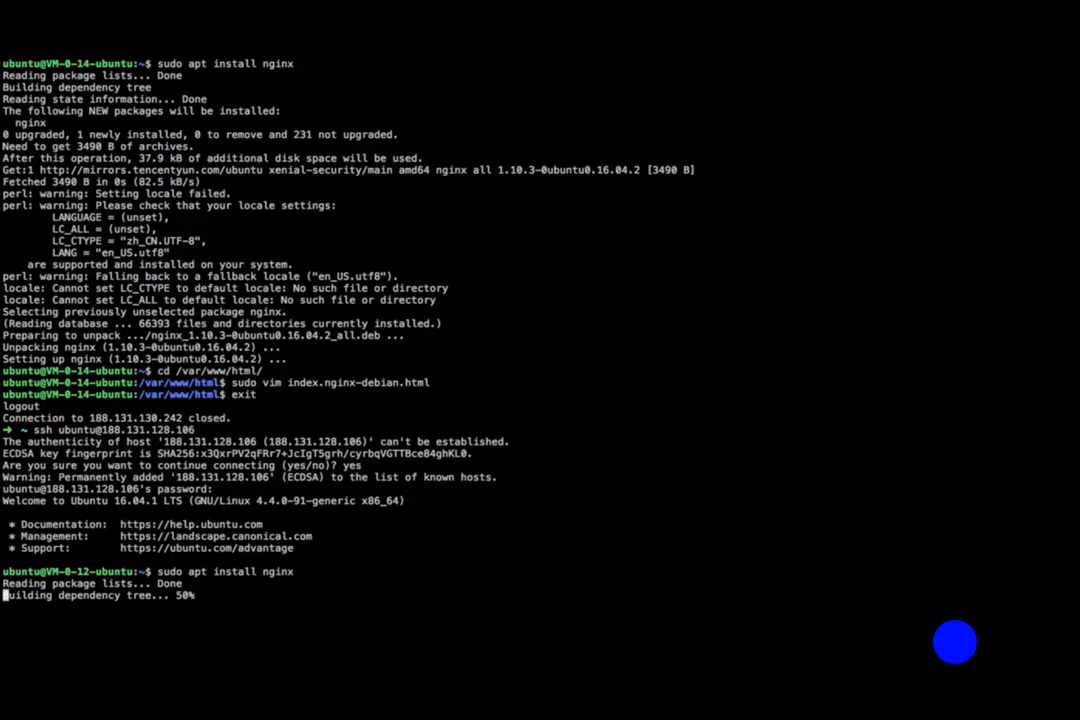 ubuntu@VM-0-14-ubuntu:~$ sudo apt install nginx
Reading package lists... Done
Building dependency tree
Reading state information... Done
The following NEW packages will be installed:
  nginx
0 upgraded, 1 newly installed, 0 to remove and 231 not upgraded.
Need to get 3490 B of archives.
After this operation, 37.9 kB of additional disk space will be used.
Get:1 http://mirrors.tencentyun.com/ubuntu xenial-security/main amd64 nginx all 1.10.3-0ubuntu0.16.04.2 [3490 B]
Fetched 3490 B in 0s (82.5 kB/s)
perl: warning: Setting locale failed.
perl: warning: Please check that your locale settings:
        LANGUAGE = (unset),
        LC_ALL = (unset),
        LC_CTYPE = "zh_CN.UTF-8",
        LANG = "en_US.utf8"
    are supported and installed on your system.
perl: warning: Falling back to a fallback locale ("en_US.utf8").
locale: Cannot set LC_CTYPE to default locale: No such file or directory
locale: Cannot set LC_ALL to default locale: No such file or directory
Selecting previously unselected package nginx.
(Reading database ... 66393 files and directories currently installed.)
Preparing to unpack .../nginx_1.10.3-0ubuntu0.16.04.2_all.deb ...
Unpacking nginx (1.10.3-0ubuntu0.16.04.2) ...
Setting up nginx (1.10.3-0ubuntu0.16.04.2) ...
ubuntu@VM-0-14-ubuntu:~$ cd /var/www/html/
ubuntu@VM-0-14-ubuntu:/var/www/html$ sudo vim index.nginx-debian.html
ubuntu@VM-0-14-ubuntu:/var/www/html$ exit
logout
Connection to 188.131.130.242 closed.
➜  ~ ssh ubuntu@188.131.128.106
The authenticity of host '188.131.128.106 (188.131.128.106)' can't be established.
ECDSA key fingerprint is SHA256:x3QxrPV2qFRr7+JcIgT5grh/cyrbqVGTTBce84ghKL0.
Are you sure you want to continue connecting (yes/no)? yes
Warning: Permanently added '188.131.128.106' (ECDSA) to the list of known hosts.
ubuntu@188.131.128.106's password:
Welcome to Ubuntu 16.04.1 LTS (GNU/Linux 4.4.0-91-generic x86_64)
 * Documentation:  https://help.ubuntu.com
 * Management:     https://landscape.canonical.com
 * Support:        https://ubuntu.com/advantage
ubuntu@VM-0-12-ubuntu:~$ sudo apt install nginx
Reading package lists... Done
Building dependency tree... 50%